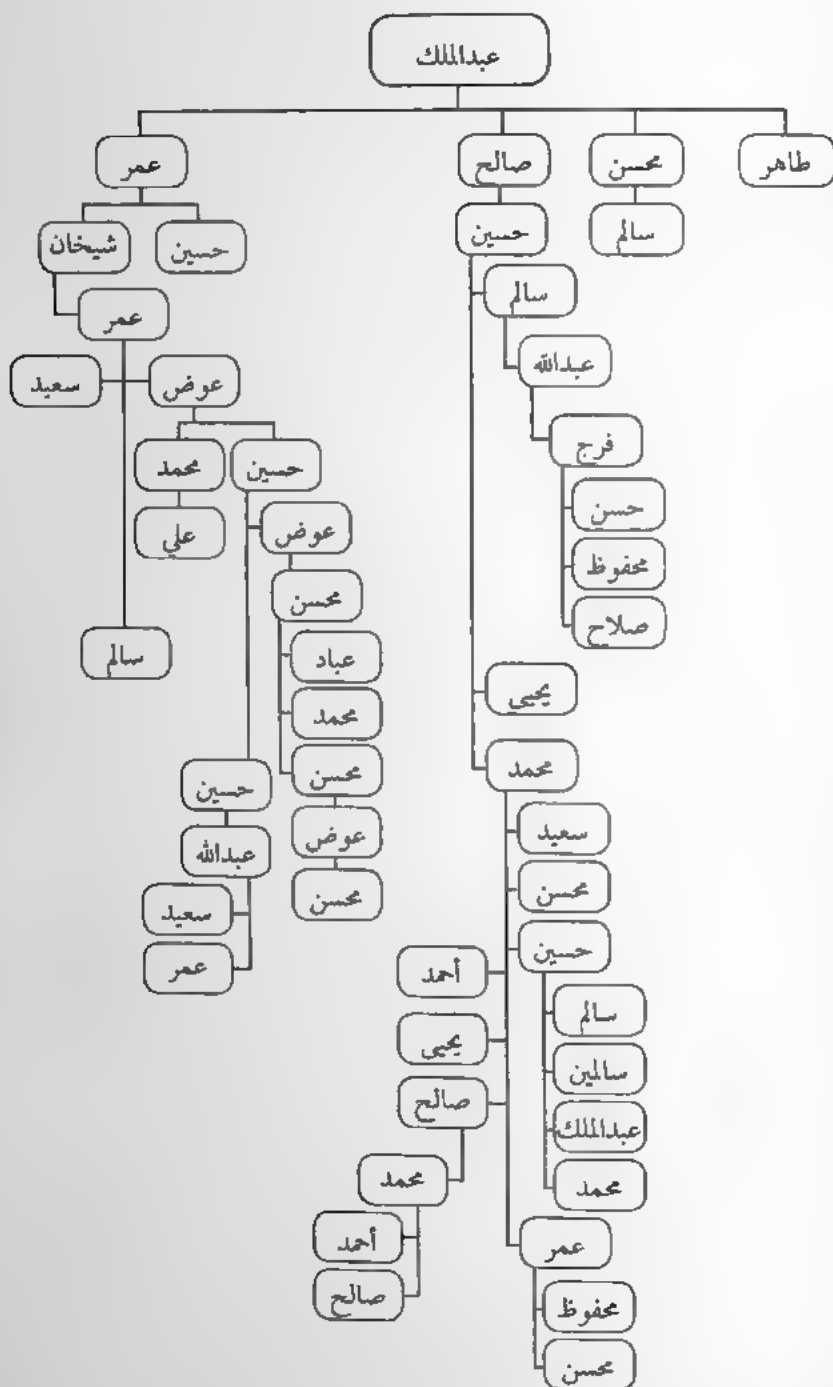 عبدالملك
طاهر
محسن
صالح
عمر
سالم
حسين
حسين
شيخان
سالم
عمر
عبدالله
عوض
سعيد
فرج
حسين
محمد
حسن
عوض
علي
محفوظ
محسن
صلاح
عباد
سالم
يحيى
محمد
محمد
محسن
حسين
سعيد
عوض
عبدالله
محسن
محسن
سعيد
حسين
أحمد
عمر
سالم
يحيى
سالمين
صالح
عبدالملك
محمد
محمد
عمر
أحمد
محفوظ
صالح
محسن